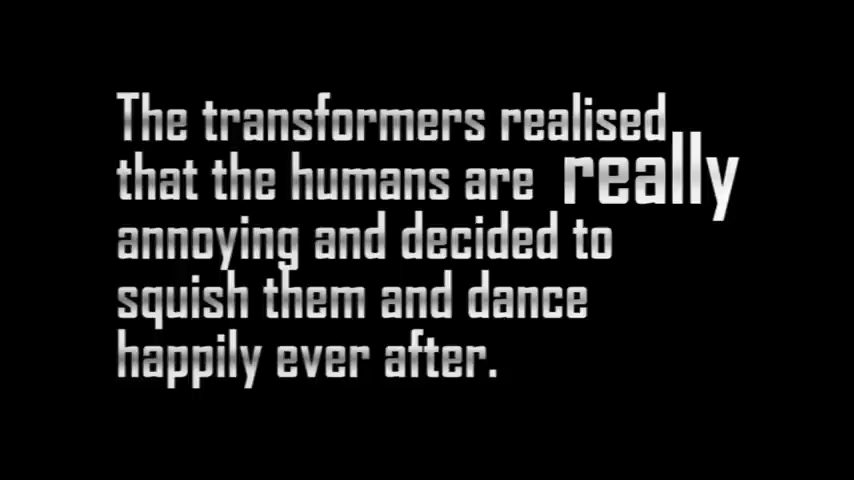 The transformers realised
that the humans are really
annoying and decided to
squish them and dance
happily ever after.